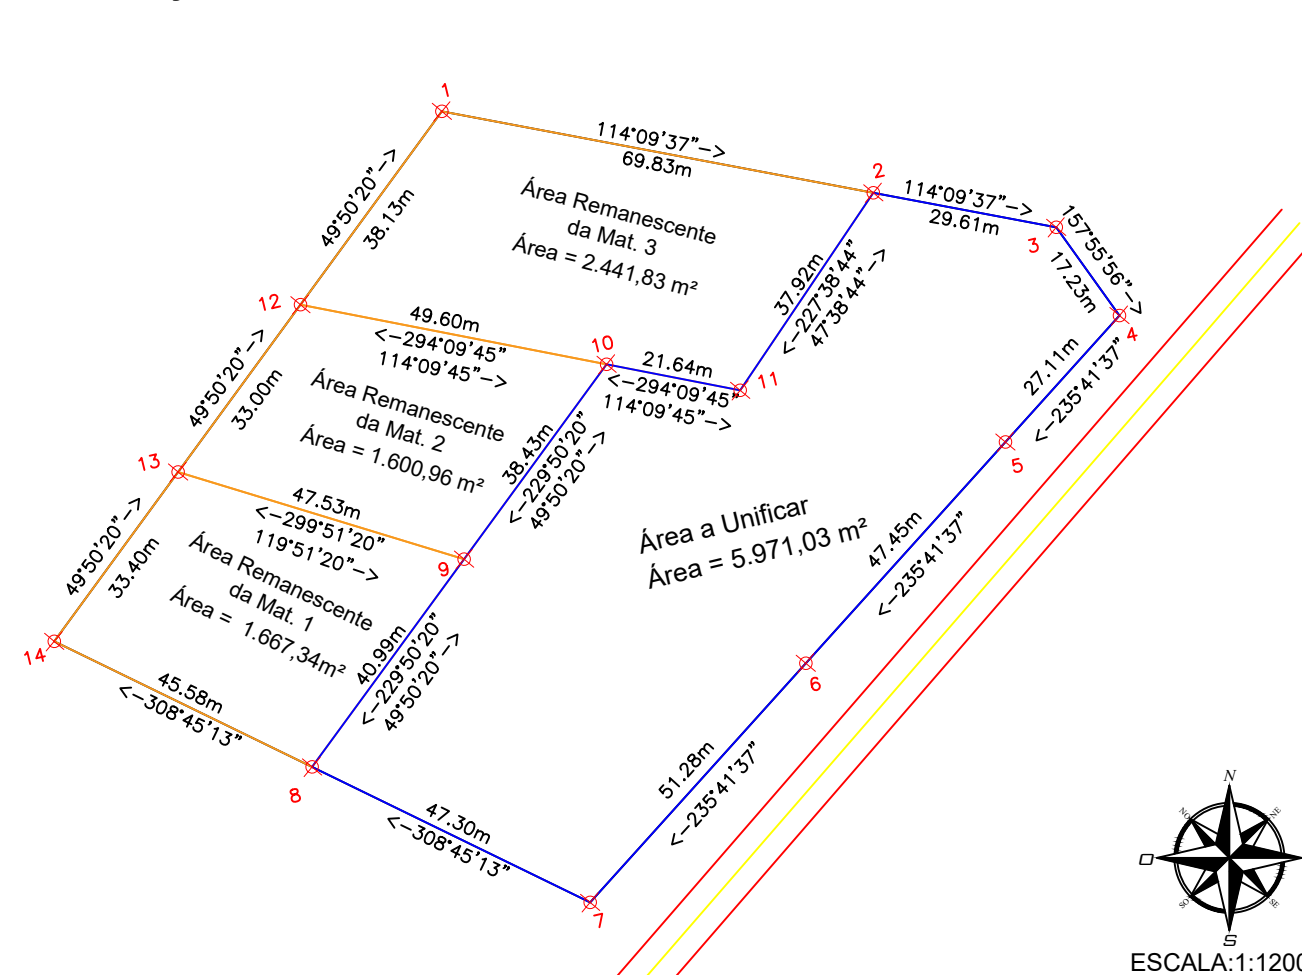 1
114°09'37"->
69.83m
2
114°09'37"->
29.61m
3
157°55'56"->
17.23m
4
49°50'20"->
38.13m
Área Remanescente
da Mat. 3
Área = 2.441,83 m²
37.92m
<-227°38'44"
47°38'44"->
12
49.60m
<-294°09'45"
114°09'45"->
10
21.64m
<-294°09'45"
114°09'45"->
11
27.11m
<-235°41'37"
5
49°50'20"->
33.00m
Área Remanescente
da Mat. 2
Área = 1.600,96 m²
38.43m
<-229°50'20"
49°50'20"->
13
47.53m
<-299°51'20"
119°51'20"->
9
Área a Unificar
Área = 5.971,03 m²
47.45m
<-235°41'37"
6
49°50'20"->
33.40m
Área Remanescente
da Mat. 1
Área =  1.667,34m²
40.99m
<-229°50'20"
49°50'20"->
14
45.58m
<-308°45'13"
8
47.30m
<-308°45'13"
7
51.28m
<-235°41'37"
N
NO
NE
O
SO
SE
S
ESCALA:1:1200